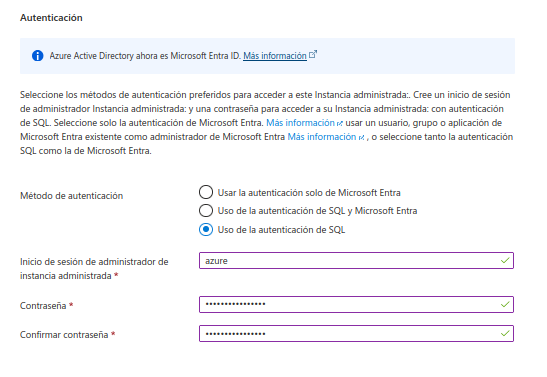 Autenticación
Azure Active Directory ahora es Microsoft Entra ID. Más información
Seleccione los métodos de autenticación preferidos para acceder a este Instancia administrada:. Cree un inicio de sesión
de administrador Instancia administrada: y una contraseña para acceder a su Instancia administrada: con autenticación
de SQL. Seleccione solo la autenticación de Microsoft Entra. Más información usar un usuario, grupo o aplicación de
Microsoft Entra existente como administrador de Microsoft Entra Más información , o seleccione tanto la autenticación
SQL como la de Microsoft Entra.
Método de autenticación
Usar la autenticación solo de Microsoft Entra
Uso de la autenticación de SQL y Microsoft Entra
Uso de la autenticación de SQL
Inicio de sesión de administrador de
instancia administrada *
azure
Contraseña *
••••••••••••••••
Confirmar contraseña *
••••••••••••••••